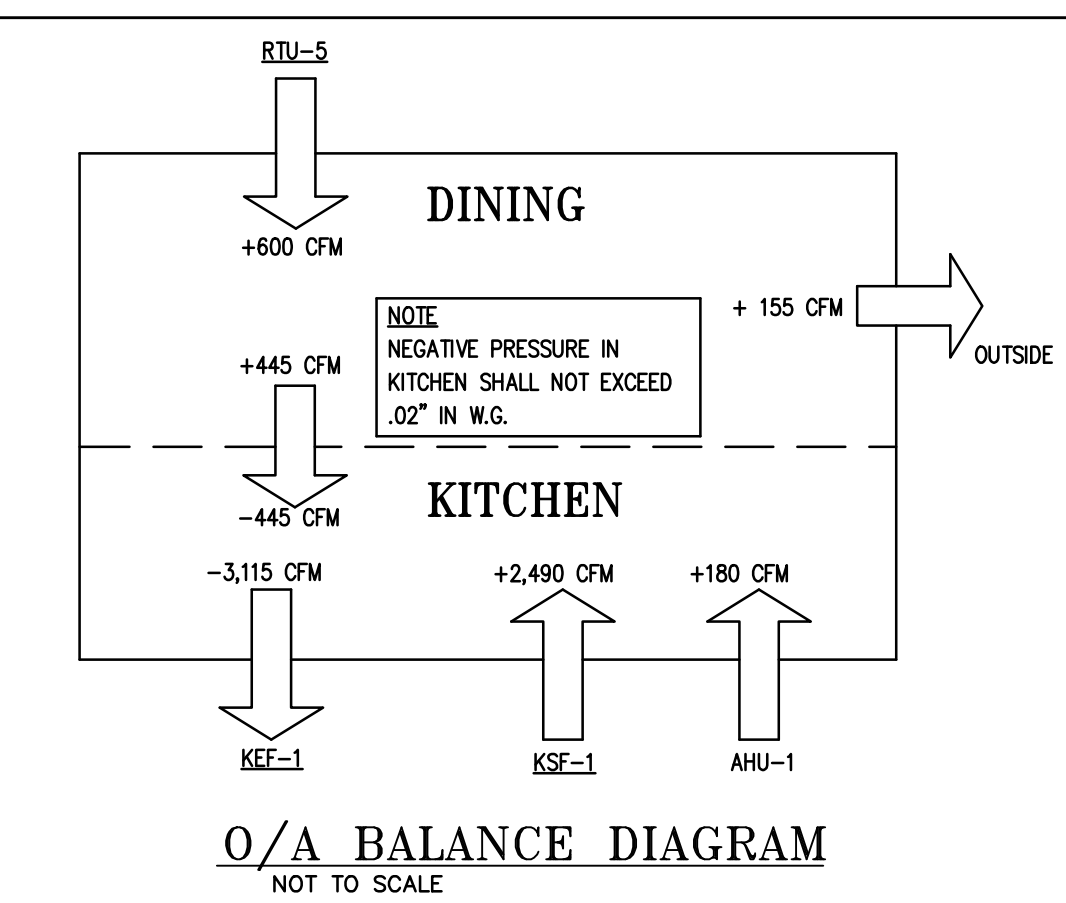 RTU-5
DINING
+600 CFM
NOTE
NEGATIVE PRESSURE IN
KITCHEN SHALL NOT EXCEED
.02" IN W.G.
+ 155 CFM
OUTSIDE
+445 CFM
KITCHEN
-445 CFM
-3,115 CFM
+2,490 CFM
+180 CFM
KEF-1
KSF-1
AHU-1
O/A BALANCE DIAGRAM
NOT TO SCALE